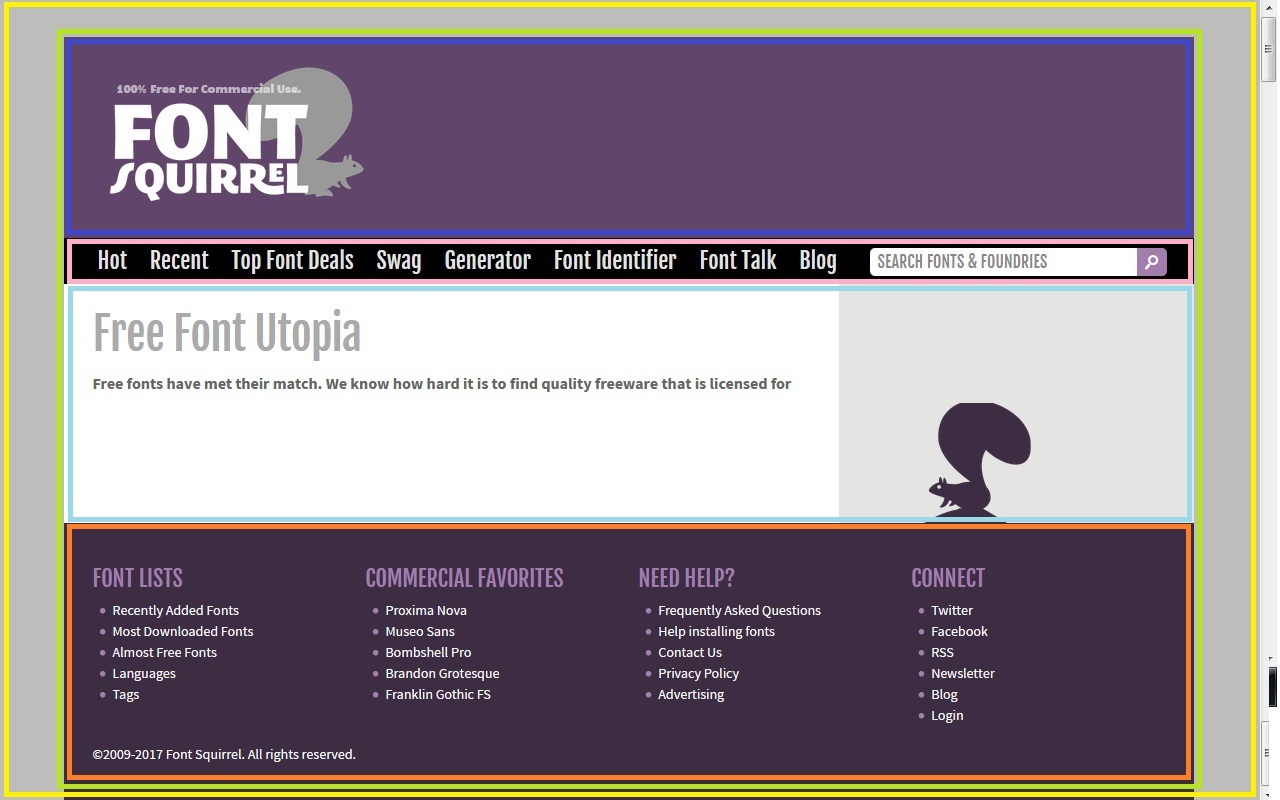 100% Free For Commercial Use.
FONT
SQUIRREL
Hot Recent Top Font Deals Swag Generator Font Identifier Font Talk Blog SEARCH FONTS & FOUNDRIES
Free Font Utopia
Free fonts have met their match. We know how hard it is to find quality freeware that is licensed for
FONT LISTS
Recently Added Fonts
Most Downloaded Fonts
Almost Free Fonts
Languages
Tags
COMMERCIAL FAVORITES
Proxima Nova
Museo Sans
Bombshell Pro
Brandon Grotesque
Franklin Gothic FS
NEED HELP?
Frequently Asked Questions
Help installing fonts
Contact Us
Privacy Policy
Advertising
CONNECT
Twitter
Facebook
RSS
Newsletter
Blog
Login
©2009-2017 Font Squirrel. All rights reserved.